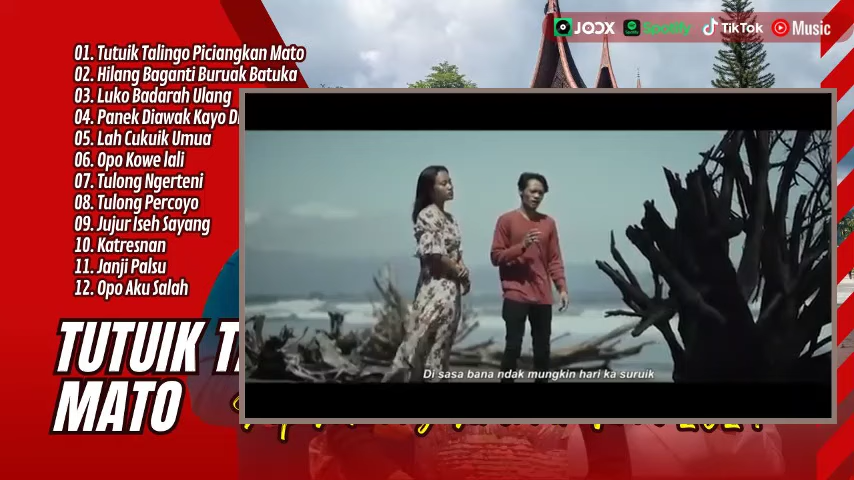 JOOX Spotify TikTok Music
01. Tutuik Talingo Piciangkan Mato
02. Hilang Baganti Buruak Batuka
03. Luko Badarah Ulang
04. Panek Diawak Kayo
05. Lah Cukuik Umua
06. Opo Kowe lali
07. Tulong Ngerteni
08. Tulong Percoyo
09. Jujur Iseh Sayang
10. Katresnan
11. Janji Palsu
12. Opo Aku Salah
TUTUIK
MATO
Di sasa bana ndak mungkin hari ka suruik